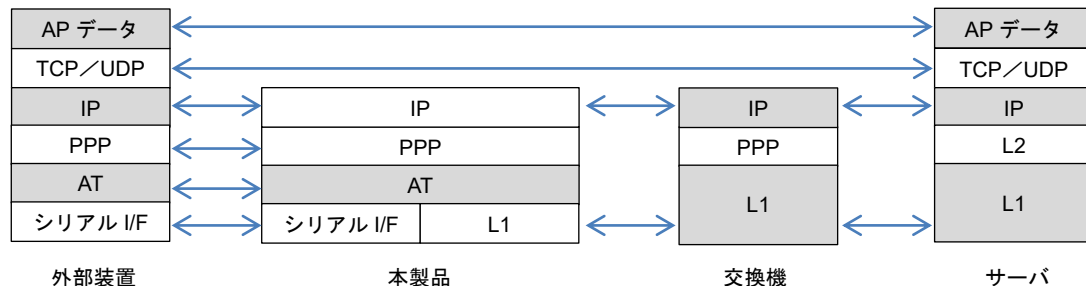 AP データ
AP データ
TCP／UDP
TCP／UDP
IP
IP
IP
IP
PPP
PPP
PPP
L2
AT
AT
L1
L1
シリアル I/F
シリアル I/F
L1
外部装置
本製品
交換機
サーバ